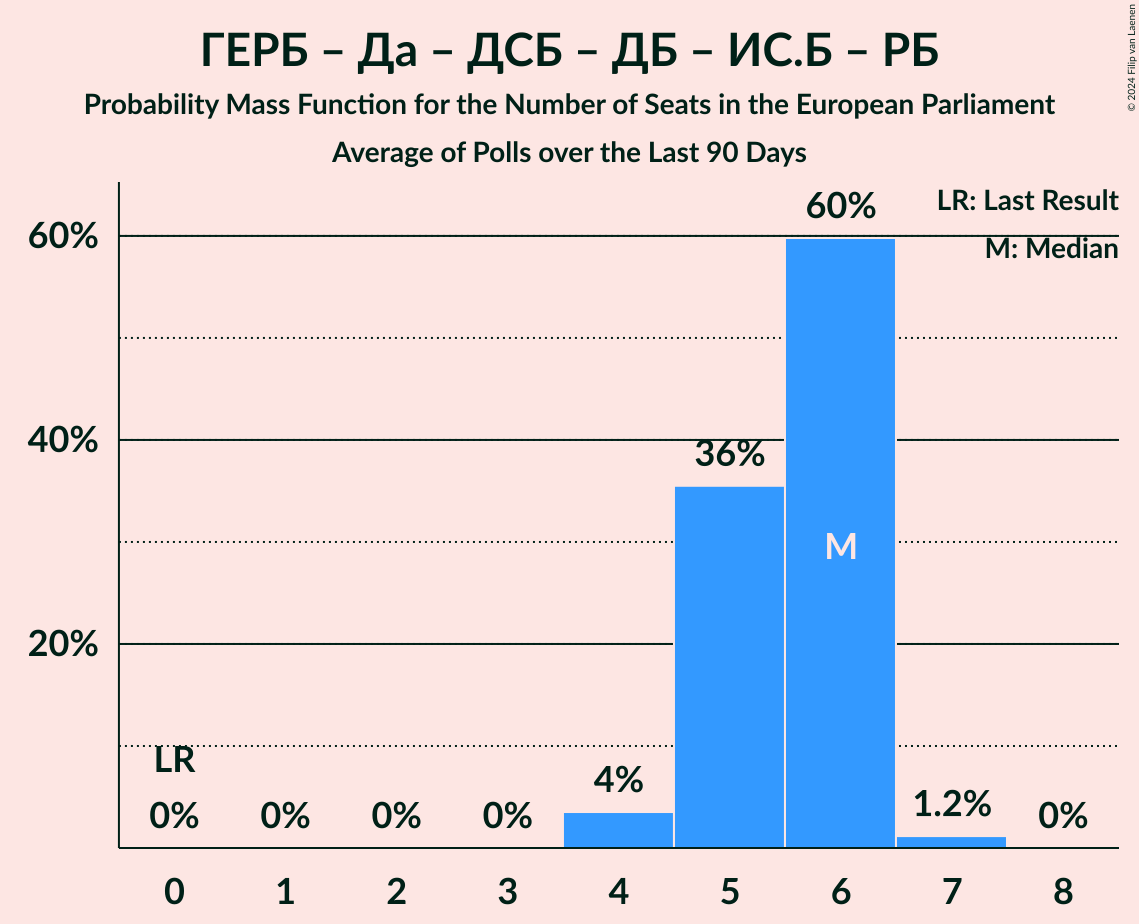 ГЕРБ – Да – ДСБ – ДБ – ИС.Б – РБ
Probability Mass Function for the Number of Seats in the European Parliament
Average of Polls over the Last 90 Days
© 2024 Filip van Laenen
LR: Last Result
M: Median
60%
40%
20%
LR
0%
0%
0%
0%
4%
36%
60%
M
1.2%
0%
0 1 2 3 4 5 6 7 8